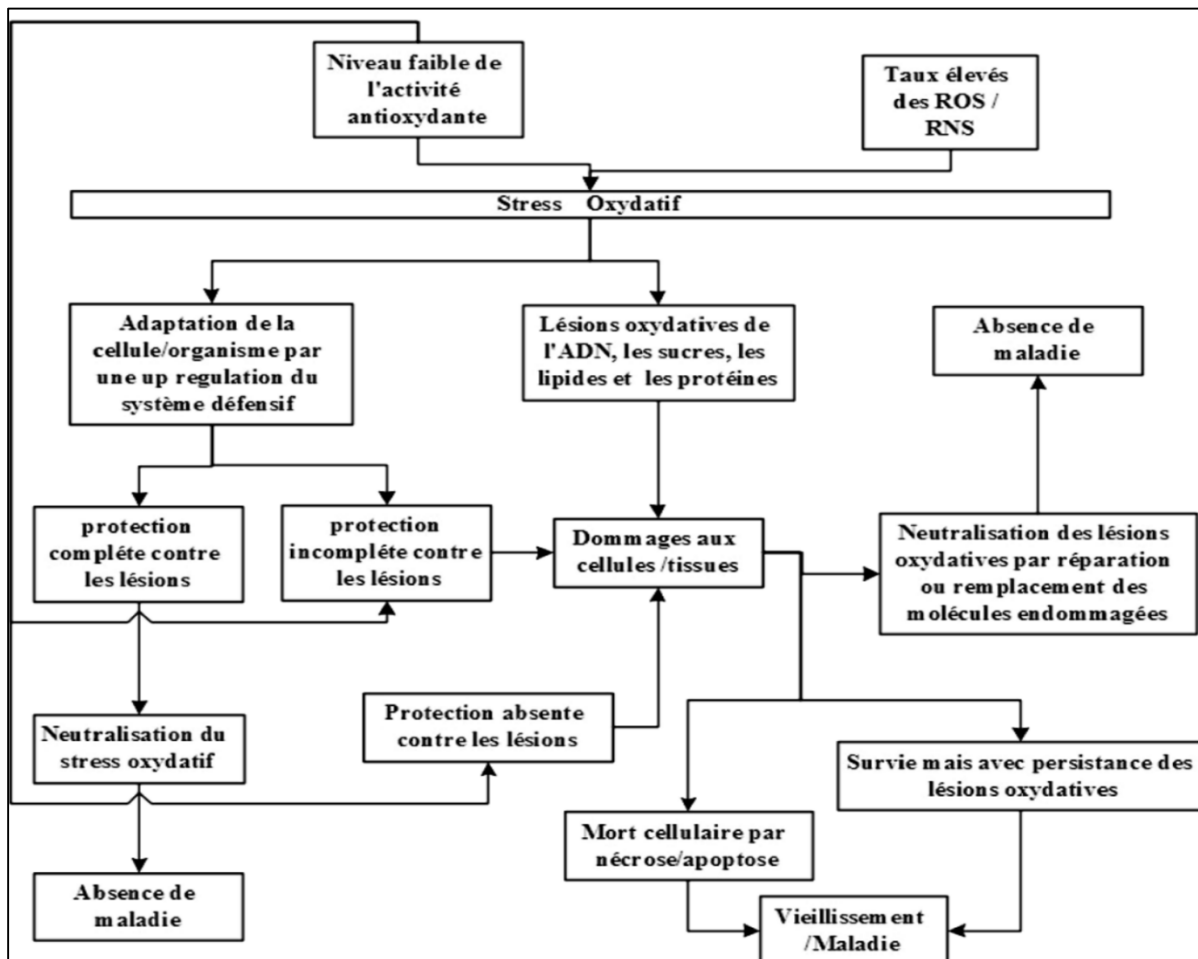 Niveau faible de
l'activité
antioxydante
Taux élevés
des ROS /
RNS
Stress Oxydatif
Adaptation de la
cellule/organisme par
une up regulation du
système défensif
Lésions oxydatives de
l'ADN, les sucres, les
lipides et les protéines
Absence de
maladie
protection
compléte contre
les lésions
protection
incompléte contre
les lésions
Dommages aux
cellules /tissues
Neutralisation des lésions
oxydatives par réparation
ou remplacement des
molécules endommagées
Neutralisation du
stress oxydatif
Protection absente
contre les lésions
Survie mais avec persistance des
lésions oxydatives
Mort cellulaire par
nécrose/apoptose
Absence de
maladie
Vieillissement
/Maladie